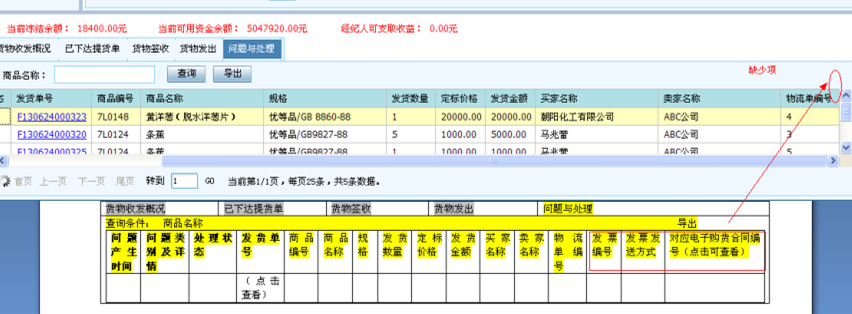 当前冻结余额： 18400.00元 当前可用资金余额： 5047920.00元 经纪人可支取收益： 0.00元
货物收发概况 已下达提货单 货物签收 货物发出 问题与处理
商品名称： 查询 导出 缺少项
态 发货单号 商品编号 商品名称 规格 发货数量 定标价格 发货金额 买家名称 卖家名称 物流单编号
F130624000323 7L0148 黄洋葱（脱水洋葱片） 优等品/GB 8860-88 1 20000.00 20000.00 朝阳化工有限公司 ABC公司 4
F130624000320 7L0124 条蕉 优等品/GB9827-88 5 1000.00 5000.00 马兆蕾 ABC公司 3
F130624000325 7L0124 条蕉 优等品/GB9827-88 1 1000.00 1000.00 马兆蕾 ABC公司 5
首页 上一页 下一页 尾页 转到 1 GO 当前第1/1页，每页25条，共5条数据。
货物收发概况 已下达提货单 货物签收 货物发出 问题与处理
查询条件： 商品名称 导出
问题产生时间 问题类别及详情 处理状态 发货单号 商品编号 商品名称 规格 发货数量 定标价格 发货金额 买家名称 卖家名称 物流单编号 发票编号 发票发送方式 对应电子购货合同编号（点击可查看）
（点击查看）